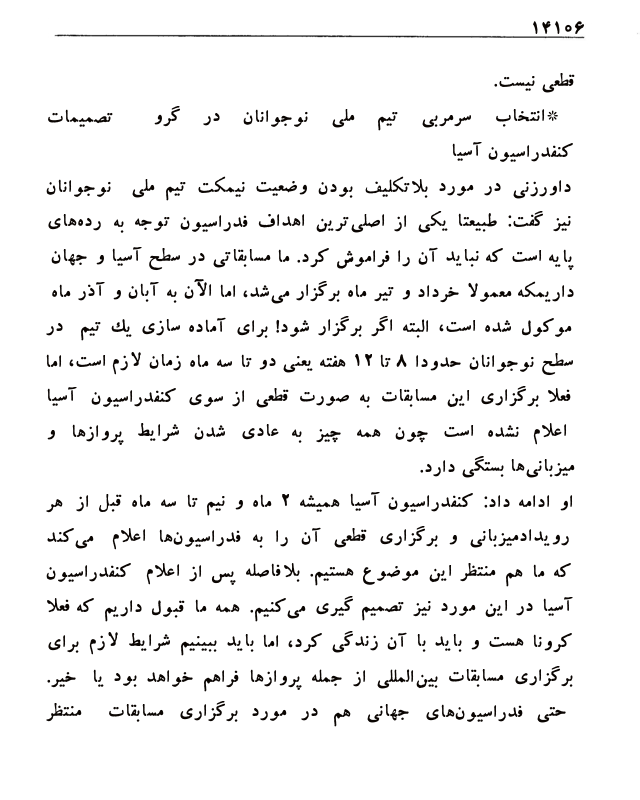 ۱۴۱۰۶
قطعی نیست.
*انتخاب سرمربی تیم ملی نوجوانان در گرو تصمیمات
کنفدراسیون آسیا
داورزنی در مورد بلاتکلیف بودن وضعیت نیمکت تیم ملی نوجوانان
نیز گفت: طبیعتا یکی از اصلی‌ترین اهداف فدراسیون توجه به رده‌های
پایه است که نباید آن را فراموش کرد. ما مسابقاتی در سطح آسیا و جهان
داریمکه معمولا خرداد و تیر ماه برگزار می‌شد، اما الآن به آبان و آذر ماه
موکول شده است، البته اگر برگزار شود! برای آماده سازی یك تیم در
سطح نوجوانان حدودا ۸ تا ۱۲ هفته یعنی دو تا سه ماه زمان لازم است، اما
فعلا برگزاری این مسابقات به صورت قطعی از سوی کنفدراسیون آسیا
اعلام نشده است چون همه چیز به عادی شدن شرایط پروازها و
میزبانی‌ها بستگی دارد.
او ادامه داد: کنفدراسیون آسیا همیشه ۲ ماه و نیم تا سه ماه قبل از هر
رویدادمیزبانی و برگزاری قطعی آن را به فدراسیون‌ها اعلام می‌کند
که ما هم منتظر این موضوع هستیم. بلافاصله پس از اعلام کنفدراسیون
آسیا در این مورد نیز تصمیم گیری می‌کنیم. همه ما قبول داریم که فعلا
کرونا هست و باید با آن زندگی کرد، اما باید ببینیم شرایط لازم برای
برگزاری مسابقات بین‌المللی از جمله پروازها فراهم خواهد بود یا خیر.
حتی فدراسیون‌های جهانی هم در مورد برگزاری مسابقات منتظر